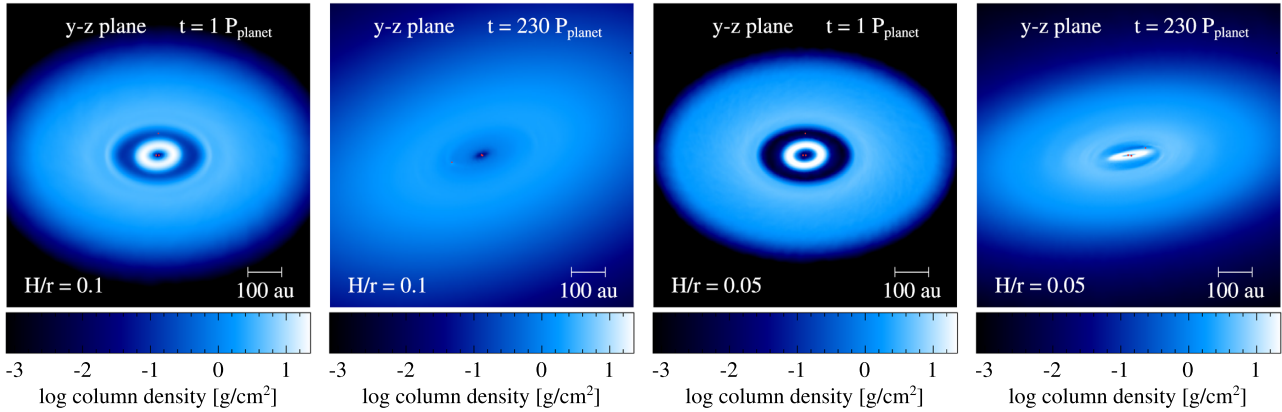 y-z plane t = 1 P_planet
H/r = 0.1
100 au
-3 -2 -1 0 1
log column density [g/cm²]
y-z plane t = 230 P_planet
H/r = 0.1
100 au
-3 -2 -1 0 1
log column density [g/cm²]
y-z plane t = 1 P_planet
H/r = 0.05
100 au
-3 -2 -1 0 1
log column density [g/cm²]
y-z plane t = 230 P_planet
H/r = 0.05
100 au
-3 -2 -1 0 1
log column density [g/cm²]